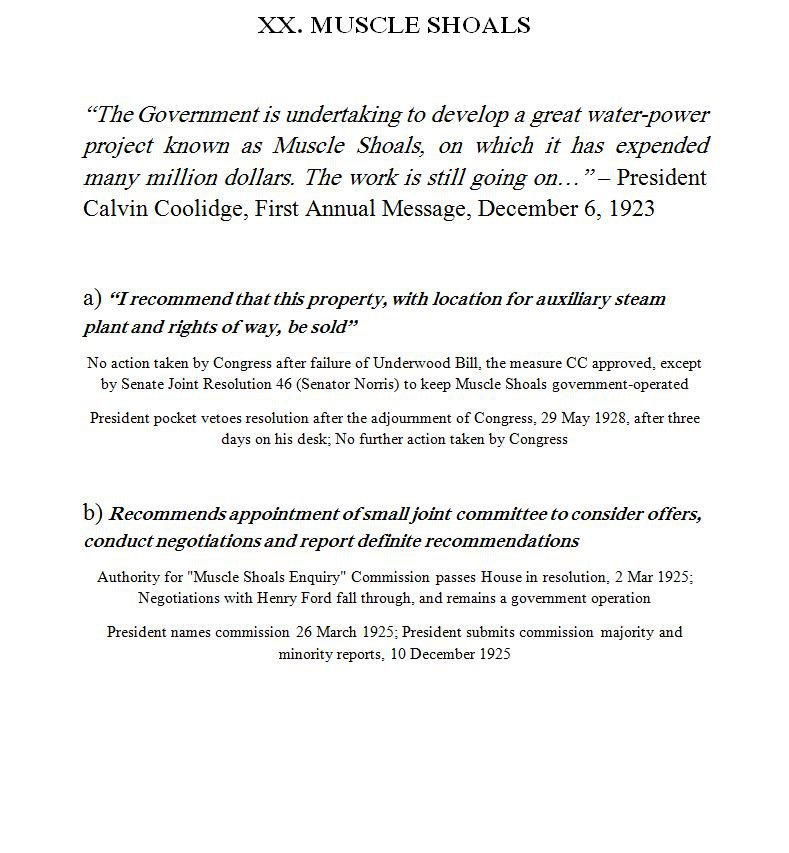 XX. MUSCLE SHOALS
“The Government is undertaking to develop a great water-power
project known as Muscle Shoals, on which it has expended
many million dollars. The work is still going on…” – President
Calvin Coolidge, First Annual Message, December 6, 1923
a) “I recommend that this property, with location for auxiliary steam
plant and rights of way, be sold”
No action taken by Congress after failure of Underwood Bill, the measure CC approved, except
by Senate Joint Resolution 46 (Senator Norris) to keep Muscle Shoals government-operated
President pocket vetoes resolution after the adjournment of Congress, 29 May 1928, after three
days on his desk; No further action taken by Congress
b) Recommends appointment of small joint committee to consider offers,
conduct negotiations and report definite recommendations
Authority for "Muscle Shoals Enquiry" Commission passes House in resolution, 2 Mar 1925;
Negotiations with Henry Ford fall through, and remains a government operation
President names commission 26 March 1925; President submits commission majority and
minority reports, 10 December 1925